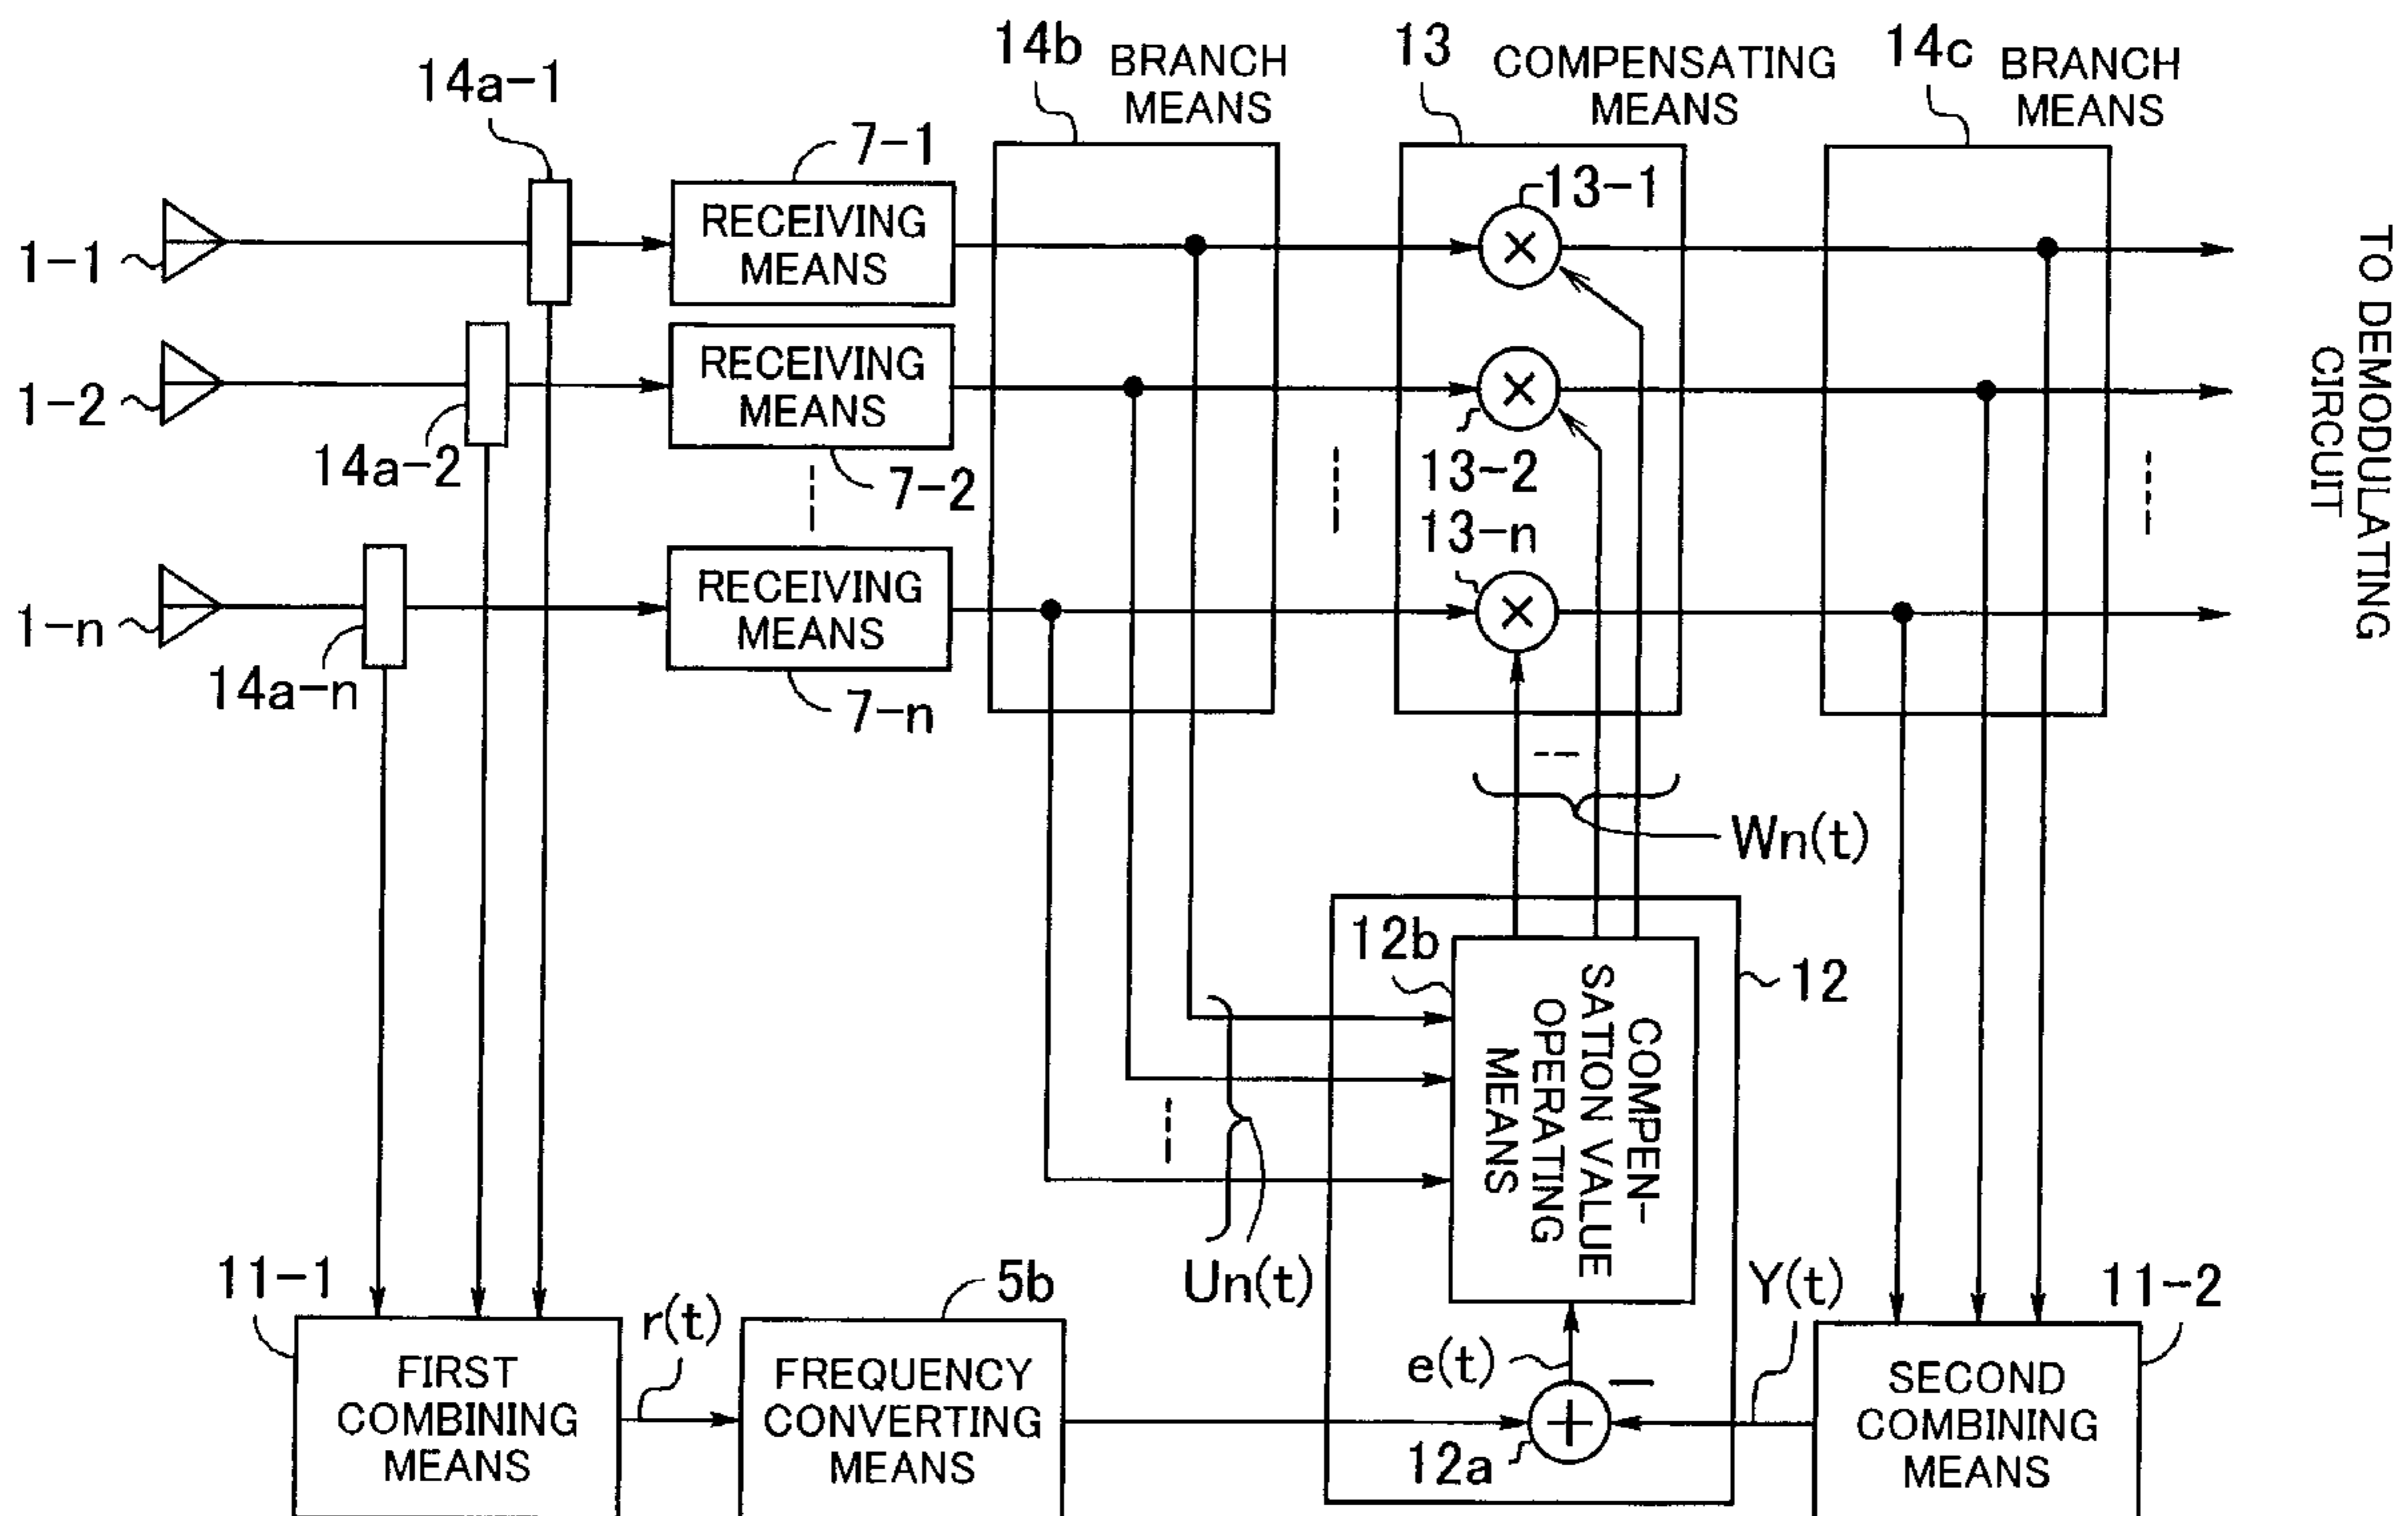 14b BRANCH
MEANS
13 COMPENSATING
MEANS
14c BRANCH
MEANS
14a-1
7-1
13-1
1-1
RECEIVING
MEANS
1-2
14a-2
RECEIVING
MEANS
7-2
13-2
13-n
1-n
14a-n
RECEIVING
MEANS
7-n
TO DEMODULATING
CIRCUIT
Wn(t)
12b
12
COMPEN-
SATION VALUE
OPERATING
MEANS
Un(t)
11-1
r(t)
5b
e(t)
Y(t)
11-2
FIRST
COMBINING
MEANS
FREQUENCY
CONVERTING
MEANS
12a
SECOND
COMBINING
MEANS